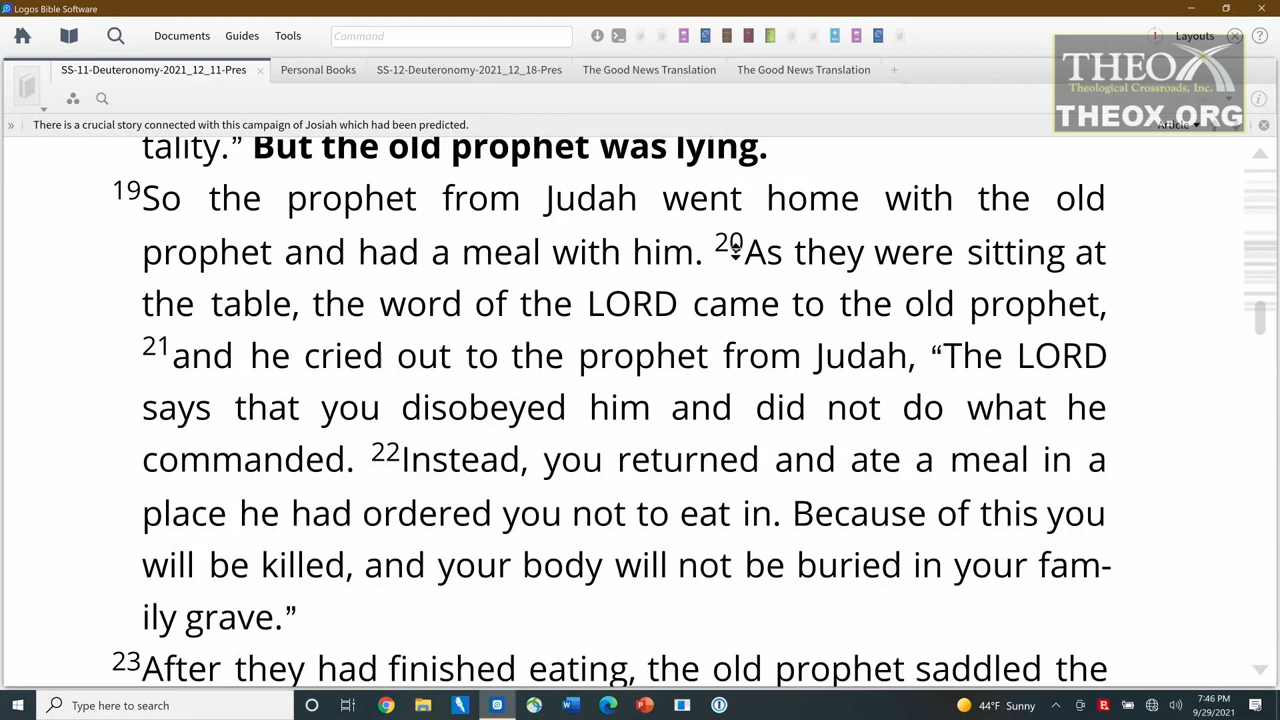 Logos Bible Software
Documents Guides Tools Command Layouts
SS-11-Deuteronomy-2021_12_11-Pres Personal Books SS-12-Deuteronomy-2021_12_18-Pres The Good News Translation The Good News Translation
THEOX
Theological Crossroads, Inc.
THEOX.ORG
There is a crucial story connected with this campaign of Josiah which had been predicted. Article
tality.” But the old prophet was lying.
19So the prophet from Judah went home with the old
prophet and had a meal with him. 20As they were sitting at
the table, the word of the LORD came to the old prophet,
21and he cried out to the prophet from Judah, “The LORD
says that you disobeyed him and did not do what he
commanded. 22Instead, you returned and ate a meal in a
place he had ordered you not to eat in. Because of this you
will be killed, and your body will not be buried in your fam-
ily grave.”
23After they had finished eating, the old prophet saddled the
Type here to search
44°F Sunny
7:46 PM
9/29/2021